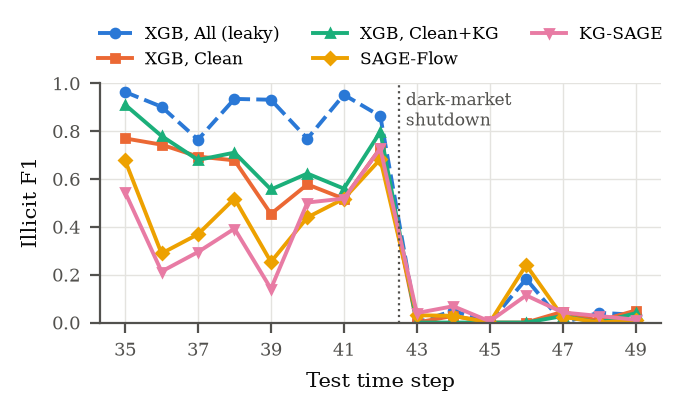 XGB, All (leaky) XGB, Clean+KG KG-SAGE
XGB, Clean SAGE-Flow
dark-market
shutdown
Illicit F1
1.0
0.8
0.6
0.4
0.2
0.0
35 37 39 41 43 45 47 49
Test time step